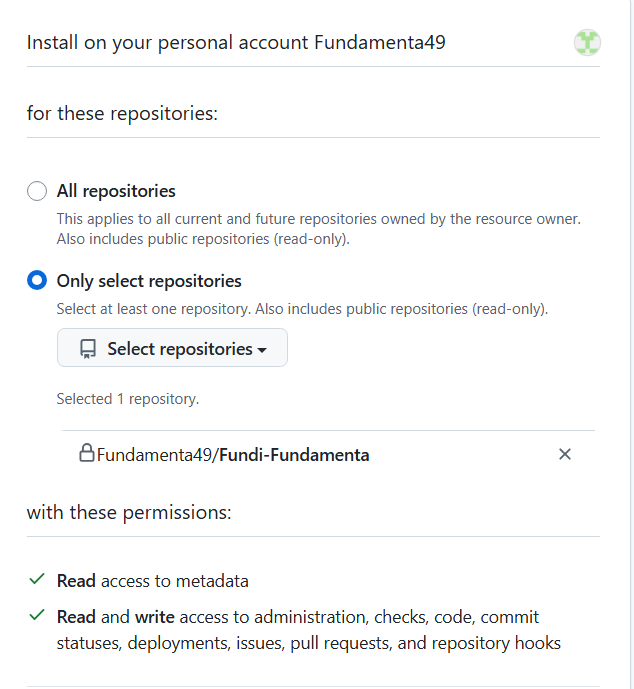 Install on your personal account Fundamenta49
for these repositories:
All repositories
This applies to all current and future repositories owned by the resource owner.
Also includes public repositories (read-only).
Only select repositories
Select at least one repository. Also includes public repositories (read-only).
Select repositories
Selected 1 repository.
Fundamenta49/Fundi-Fundamenta
with these permissions:
Read access to metadata
Read and write access to administration, checks, code, commit
statuses, deployments, issues, pull requests, and repository hooks